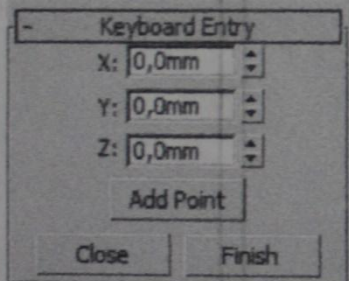 - Keyboard Entry
X: 0,0mm
Y: 0,0mm
Z: 0,0mm
Add Point
Close Finish